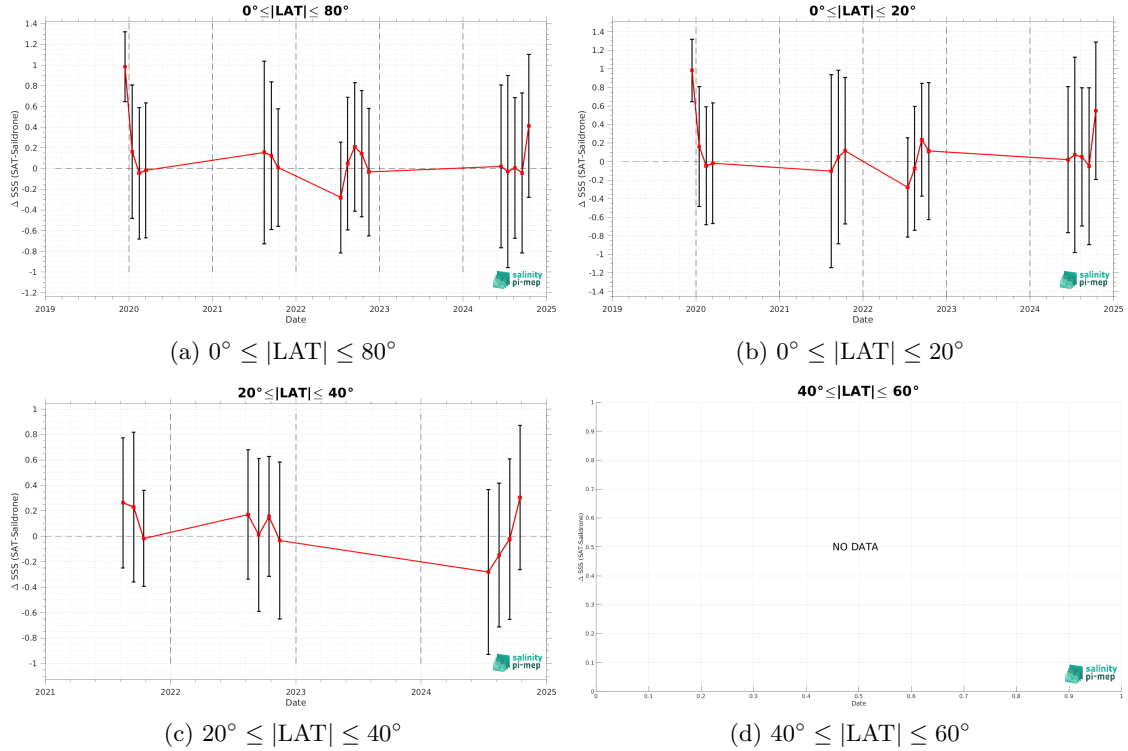 0°≤|LAT|≤ 80°
Δ SSS (SAT-Saildrone)
1.4
1.2
1
0.8
0.6
0.4
0.2
0
-0.2
-0.4
-0.6
-0.8
-1
-1.2
2019 2020 2021 2022 2023 2024 2025
Date
salinity
pi-mep
(a) 0° ≤ |LAT| ≤ 80°
0°≤|LAT|≤ 20°
Δ SSS (SAT-Saildrone)
1.4
1.2
1
0.8
0.6
0.4
0.2
0
-0.2
-0.4
-0.6
-0.8
-1
-1.2
-1.4
2019 2020 2021 2022 2023 2024 2025
Date
salinity
pi-mep
(b) 0° ≤ |LAT| ≤ 20°
20°≤|LAT|≤ 40°
Δ SSS (SAT-Saildrone)
1
0.8
0.6
0.4
0.2
0
-0.2
-0.4
-0.6
-0.8
-1
2021 2022 2023 2024 2025
Date
salinity
pi-mep
(c) 20° ≤ |LAT| ≤ 40°
40°≤|LAT|≤ 60°
Δ SSS (SAT-Saildrone)
1
0.9
0.8
0.7
0.6
0.5
0.4
0.3
0.2
0.1
0
NO DATA
0 0.1 0.2 0.3 0.4 0.5 0.6 0.7 0.8 0.9 1
Date
salinity
pi-mep
(d) 40° ≤ |LAT| ≤ 60°